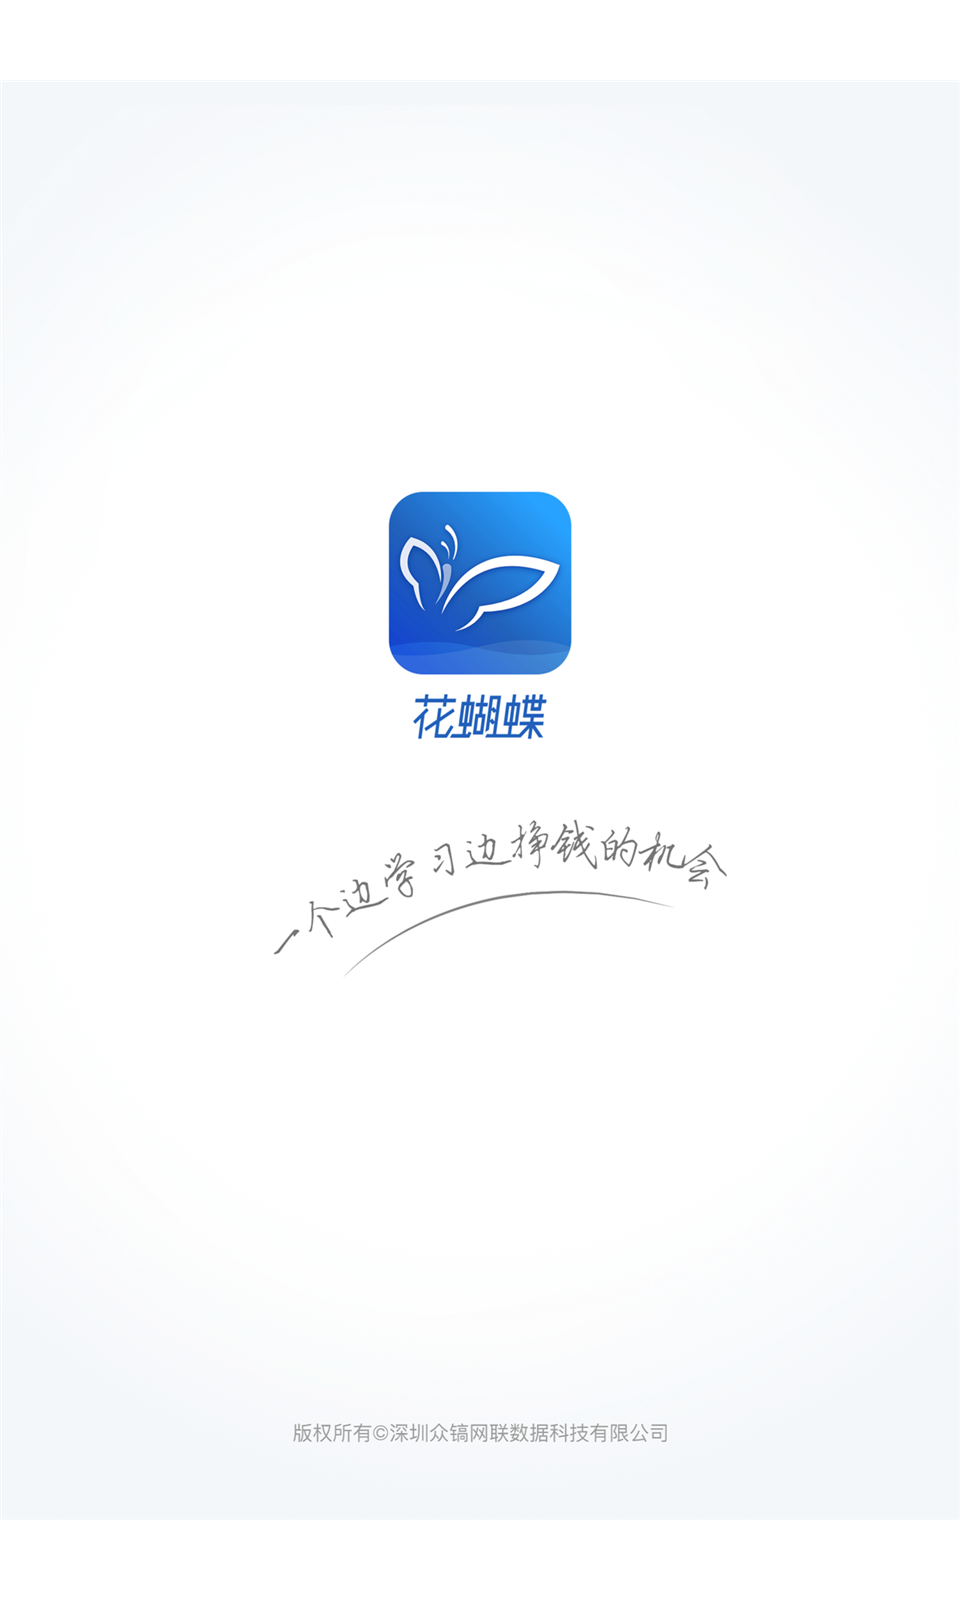 花蝴蝶
一个边学习边挣钱的机会
版权所有©深圳众镐网联数据科技有限公司